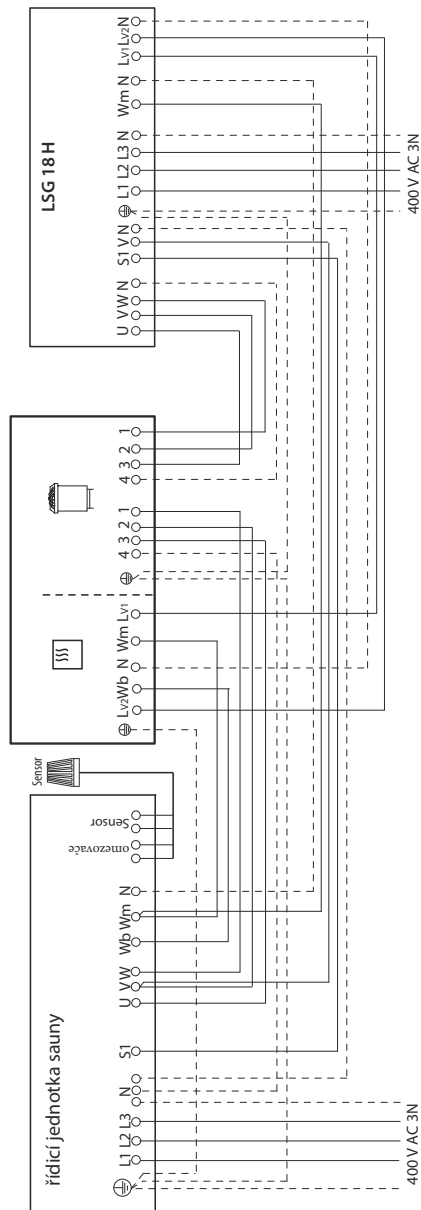 řídicí jednotka sauny
L1 L2 L3 N S1 U V W Wb Wm N
omezovače
Sensor
Sensor
400 V AC 3N
LV2 Wb N Wm LV1
4 3 2 1
4 3 2 1
LSG 18 H
U V W N S1 V N L1 L2 L3 N Wm N LV1 LV2 N
400 V AC 3N